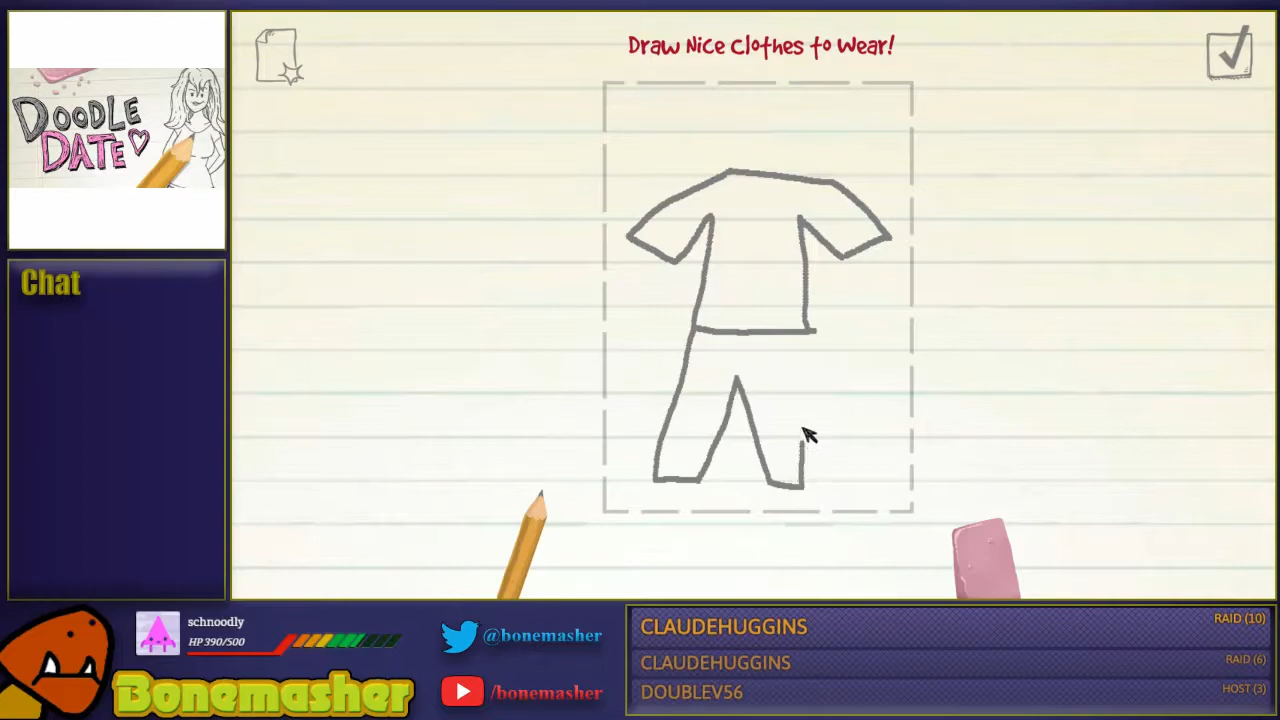 Draw Nice Clothes to Wear!
DOODLE
DATE
Chat
schnoodly
HP 390/500
Bonemasher
@bonemasher
/bonemasher
CLAUDEHUGGINS
RAID (10)
CLAUDEHUGGINS
RAID (6)
DOUBLEV56
HOST (3)